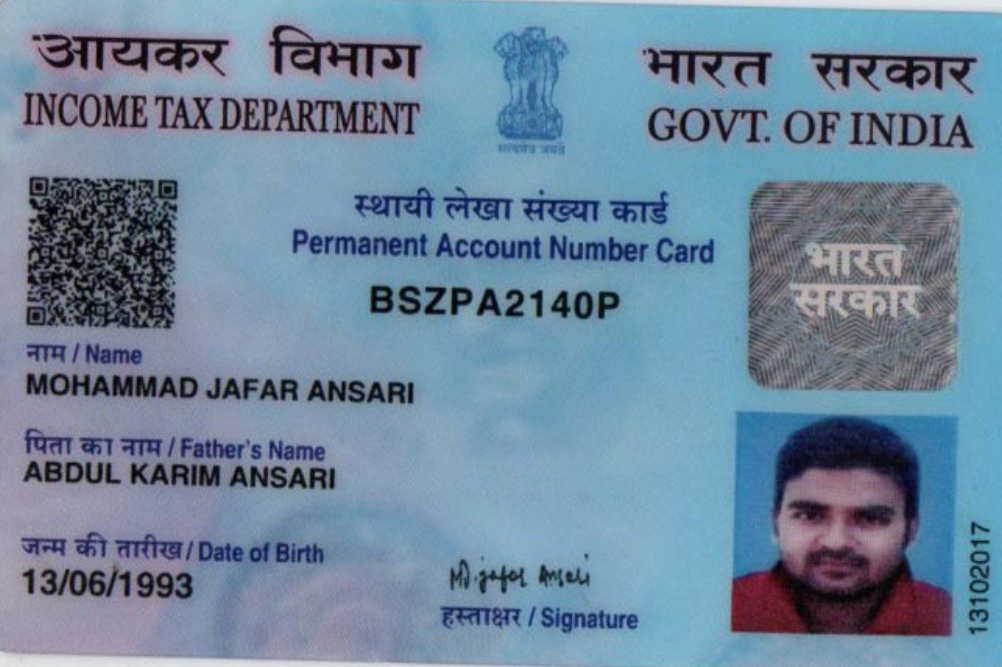 आयकर विभाग
INCOME TAX DEPARTMENT
सत्यमेव जयते
भारत सरकार
GOVT. OF INDIA
स्थायी लेखा संख्या कार्ड
Permanent Account Number Card
BSZPA2140P
भारत
सरकार
नाम / Name
MOHAMMAD JAFAR ANSARI
पिता का नाम / Father's Name
ABDUL KARIM ANSARI
जन्म की तारीख / Date of Birth
13/06/1993
MD. jafar Ansari
हस्ताक्षर / Signature
13102017